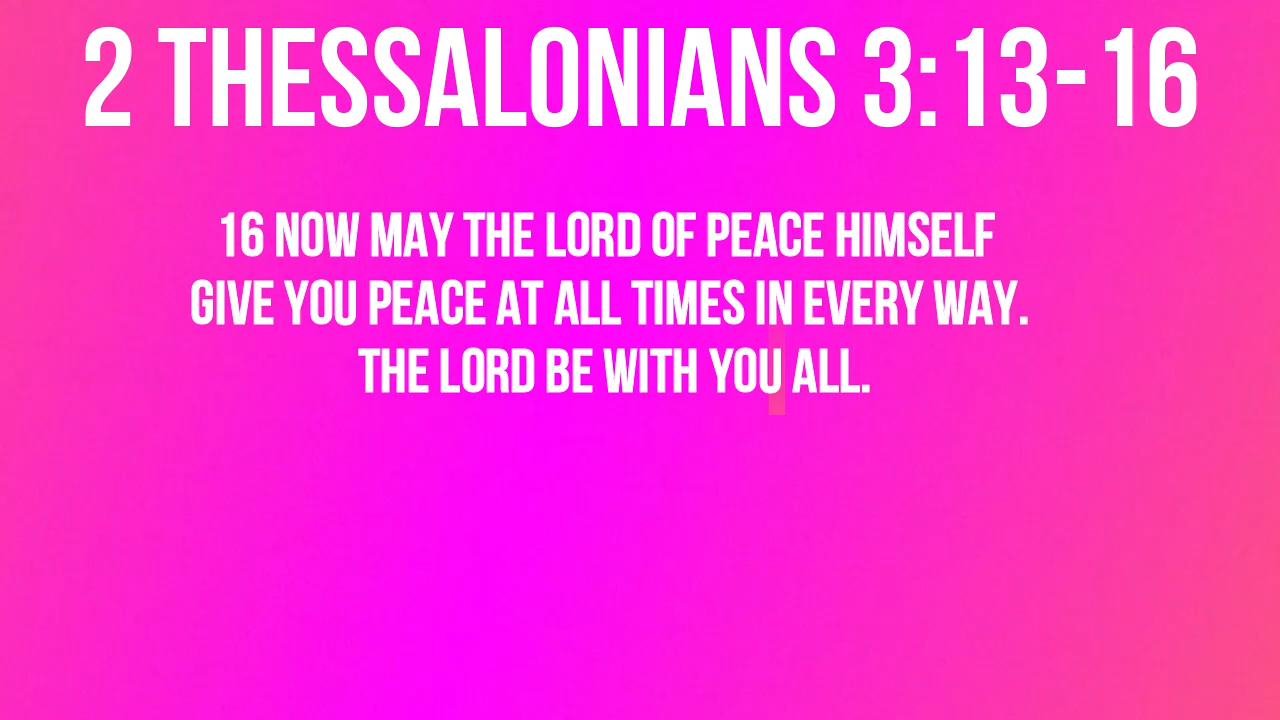 2 THESSALONIANS 3:13-16
16 NOW MAY THE LORD OF PEACE HIMSELF
GIVE YOU PEACE AT ALL TIMES IN EVERY WAY.
THE LORD BE WITH YOU ALL.